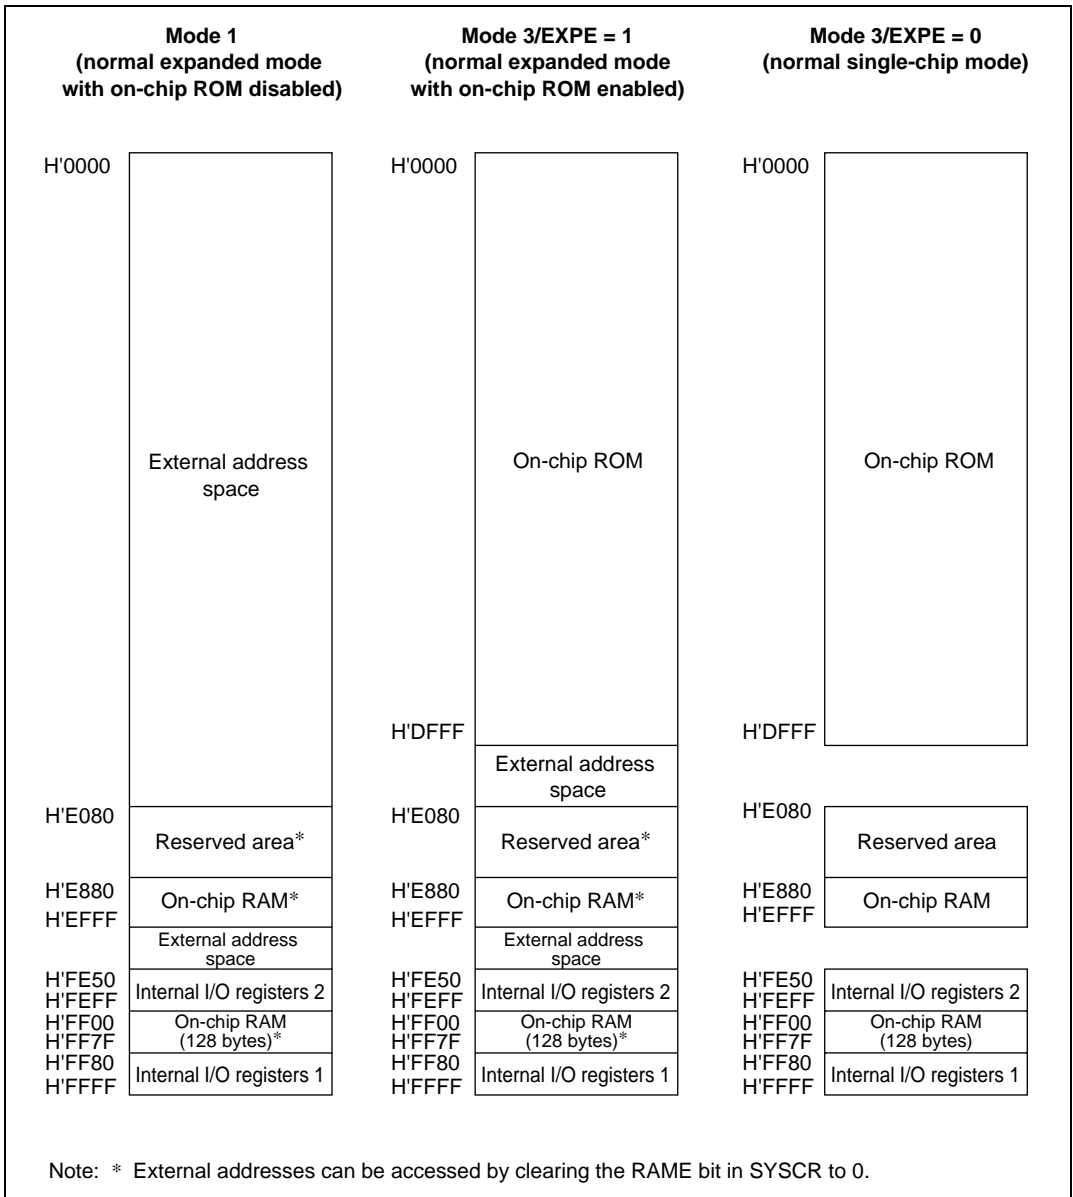 Mode 1
(normal expanded mode
with on-chip ROM disabled)
H'0000
External address
space
H'E080
Reserved area*
H'E880
On-chip RAM*
H'EFFF
External address
space
H'FE50
Internal I/O registers 2
H'FEFF
H'FF00
On-chip RAM
(128 bytes)*
H'FF7F
H'FF80
Internal I/O registers 1
H'FFFF
Mode 3/EXPE = 1
(normal expanded mode
with on-chip ROM enabled)
H'0000
On-chip ROM
H'DFFF
External address
space
H'E080
Reserved area*
H'E880
On-chip RAM*
H'EFFF
External address
space
H'FE50
Internal I/O registers 2
H'FEFF
H'FF00
On-chip RAM
(128 bytes)*
H'FF7F
H'FF80
Internal I/O registers 1
H'FFFF
Mode 3/EXPE = 0
(normal single-chip mode)
H'0000
On-chip ROM
H'DFFF
H'E080
Reserved area
H'E880
On-chip RAM
H'EFFF
H'FE50
Internal I/O registers 2
H'FEFF
H'FF00
On-chip RAM
(128 bytes)
H'FF7F
H'FF80
Internal I/O registers 1
H'FFFF
Note: * External addresses can be accessed by clearing the RAME bit in SYSCR to 0.